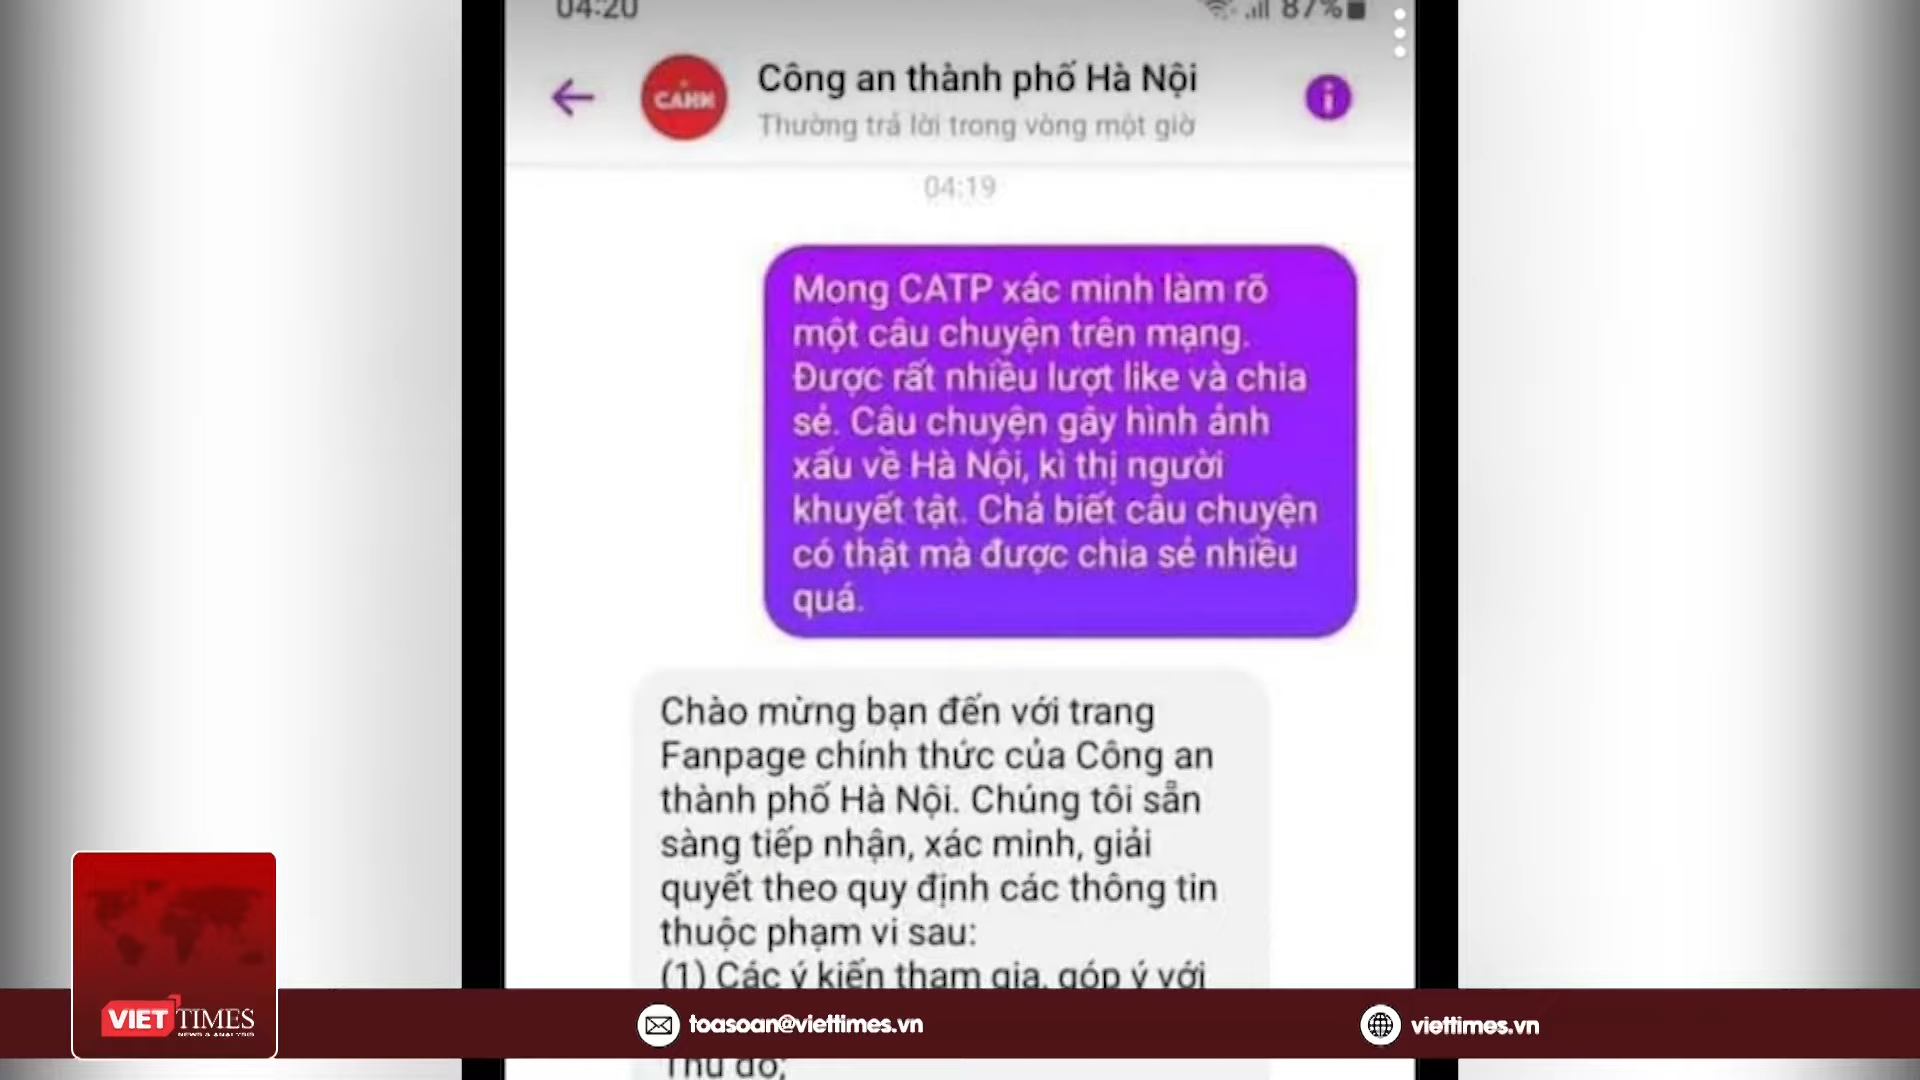 04:20
87%
Công an thành phố Hà Nội
CAHN
Thường trả lời trong vòng một giờ
04:19
Mong CATP xác minh làm rõ
một câu chuyện trên mạng.
Được rất nhiều lượt like và chia
sẻ. Câu chuyện gây hình ảnh
xấu về Hà Nội, kì thị người
khuyết tật. Chả biết câu chuyện
có thật mà được chia sẻ nhiều
quá.
Chào mừng bạn đến với trang
Fanpage chính thức của Công an
thành phố Hà Nội. Chúng tôi sẵn
sàng tiếp nhận, xác minh, giải
quyết theo quy định các thông tin
thuộc phạm vi sau:
(1) Các ý kiến tham gia, góp ý với
VIETTIMES
NEWS & ANALYSIS
toasoan@viettimes.vn
viettimes.vn
Thủ đô;